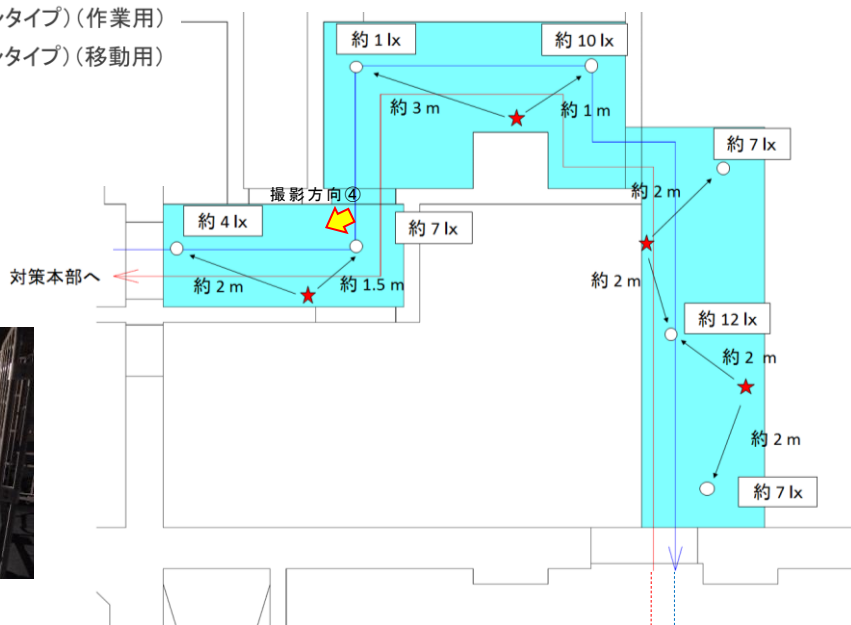 ンタイプ)(作業用)
ンタイプ)(移動用)
約 1 lx
約 10 lx
約 3 m
約 1 m
約 7 lx
約 2 m
撮影方向④
約 4 lx
約 7 lx
対策本部へ
約 2 m
約 1.5 m
約 2 m
約 12 lx
約 2 m
約 2 m
約 7 lx